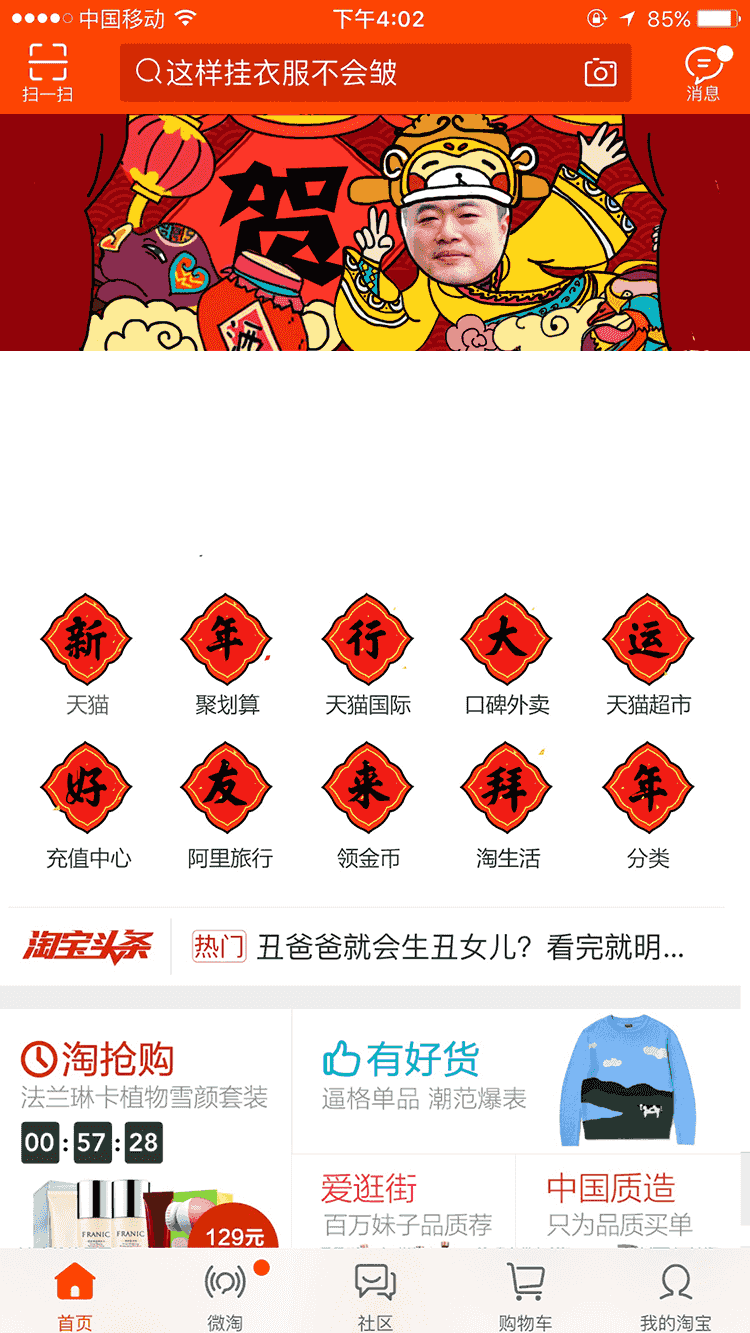 中国移动 下午4:02 85%
扫一扫 这样挂衣服不会皱 消息
贺
酒
新 年 行 大 运
天猫 聚划算 天猫国际 口碑外卖 天猫超市
好 友 来 拜 年
充值中心 阿里旅行 领金币 淘生活 分类
淘宝头条 热门 丑爸爸就会生丑女儿?看完就明...
淘抢购
法兰琳卡植物雪颜套装
00:57:28
FRANIC FRANIC
129元
有好货
逼格单品 潮范爆表
爱逛街
百万妹子品质荐
中国质造
只为品质买单
首页 微淘 社区 购物车 我的淘宝